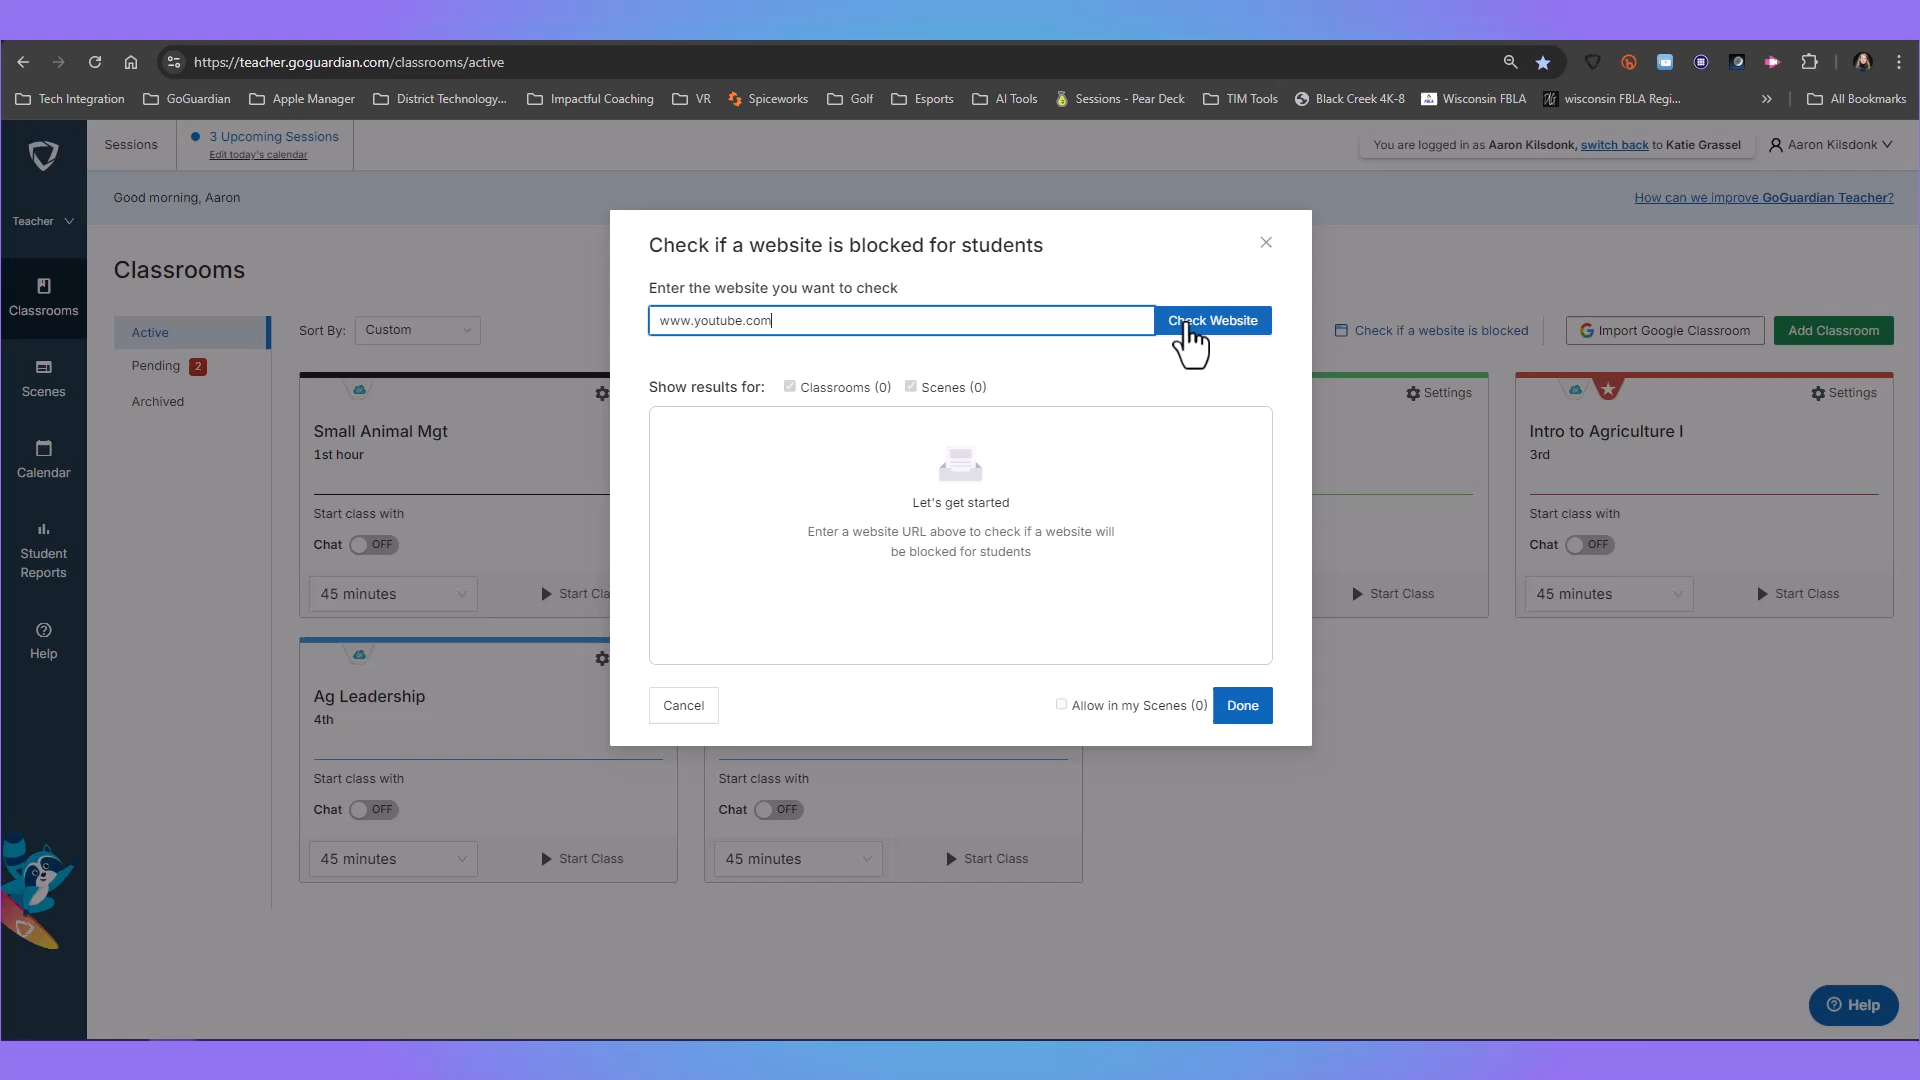 https://teacher.goguardian.com/classrooms/active
Tech Integration GoGuardian Apple Manager District Technology... Impactful Coaching VR Spiceworks Golf Esports AI Tools Sessions - Pear Deck TIM Tools Black Creek 4K-8 Wisconsin FBLA wisconsin FBLA Regi... » All Bookmarks
Sessions
3 Upcoming Sessions
Edit today's calendar
You are logged in as Aaron Kilsdonk, switch back to Katie Grassel
Aaron Kilsdonk
Good morning, Aaron
How can we improve GoGuardian Teacher?
Teacher
Classrooms
Scenes
Calendar
Student
Reports
Help
Classrooms
Active
Pending 2
Archived
Sort By: Custom
Check if a website is blocked
Import Google Classroom
Add Classroom
Small Animal Mgt
1st hour
Start class with
Chat OFF
45 minutes
Start Cla
Settings
Start Class
Settings
Intro to Agriculture I
3rd
Start class with
Chat OFF
45 minutes
Start Class
Ag Leadership
4th
Start class with
Chat OFF
45 minutes
Start Class
Start class with
Chat OFF
45 minutes
Start Class
Check if a website is blocked for students
Enter the website you want to check
www.youtube.com
Check Website
Show results for: Classrooms (0) Scenes (0)
Let's get started
Enter a website URL above to check if a website will
be blocked for students
Cancel
Allow in my Scenes (0)
Done
Help